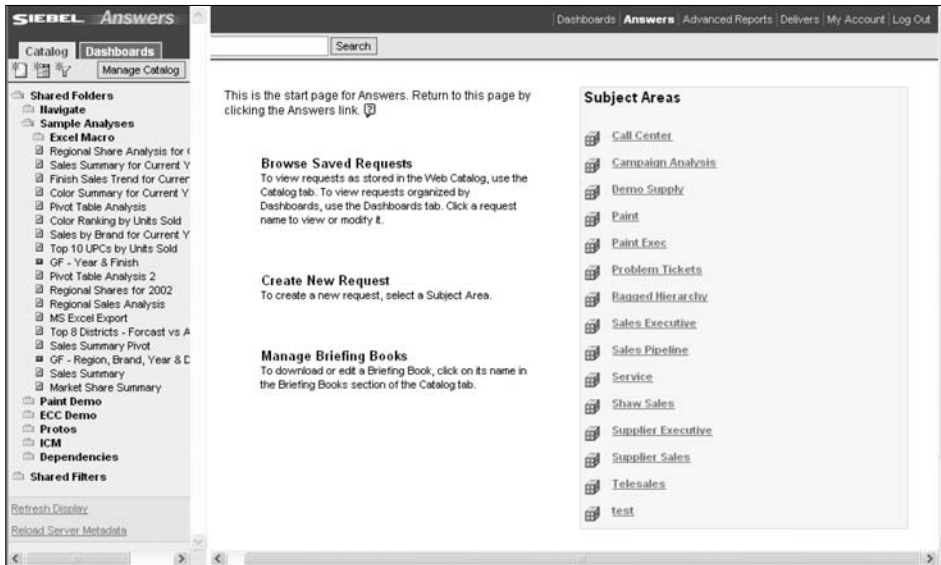 SIEBEL Answers
Dashboards | Answers | Advanced Reports | Delivers | My Account | Log Out
Catalog Dashboards
Search
Manage Catalog
Shared Folders
Navigate
Sample Analyses
Excel Macro
Regional Share Analysis for
Sales Summary for Current Y
Finish Sales Trend for Curren
Color Summary for Current Y
Pivot Table Analysis
Color Ranking by Units Sold
Sales by Brand for Current Y
Top 10 UPCs by Units Sold
GF - Year & Finish
Pivot Table Analysis 2
Regional Shares for 2002
Regional Sales Analysis
MS Excel Export
Top 8 Districts - Forcast vs A
Sales Summary Pivot
GF - Region, Brand, Year & D
Sales Summary
Market Share Summary
Paint Demo
ECC Demo
Protos
ICM
Dependencies
Shared Filters
Refresh Display
Reload Server Metadata
This is the start page for Answers. Return to this page by
clicking the Answers link.
Browse Saved Requests
To view requests as stored in the Web Catalog, use the
Catalog tab. To view requests organized by
Dashboards, use the Dashboards tab. Click a request
name to view or modify it.
Create New Request
To create a new request, select a Subject Area.
Manage Briefing Books
To download or edit a Briefing Book, click on its name in
the Briefing Books section of the Catalog tab.
Subject Areas
Call Center
Campaign Analysis
Demo Supply
Paint
Paint Exec
Problem Tickets
Ragged Hierarchy
Sales Executive
Sales Pipeline
Service
Shaw Sales
Supplier Executive
Supplier Sales
Telesales
test